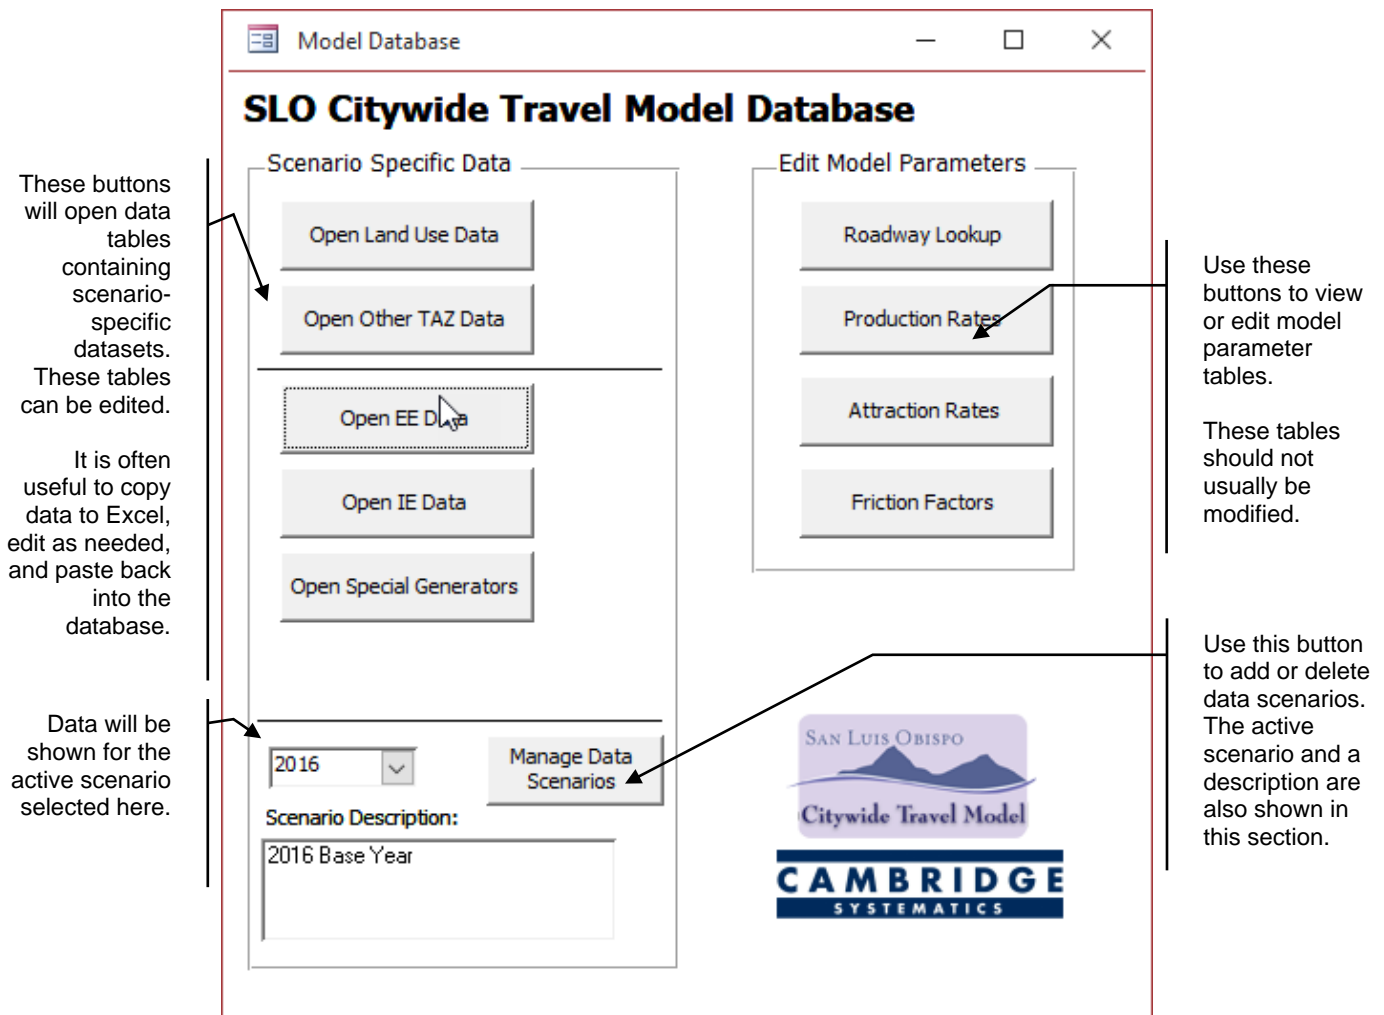 Model Database
SLO Citywide Travel Model Database
Scenario Specific Data
Open Land Use Data
Open Other TAZ Data
Open EE Data
Open IE Data
Open Special Generators
2016
Manage Data
Scenarios
Scenario Description:
2016 Base Year
Edit Model Parameters
Roadway Lookup
Production Rates
Attraction Rates
Friction Factors
SAN LUIS OBISPO
Citywide Travel Model
CAMBRIDGE
SYSTEMATICS
These buttons
will open data
tables
containing
scenario-
specific
datasets.
These tables
can be edited.
It is often
useful to copy
data to Excel,
edit as needed,
and paste back
into the
database.
Data will be
shown for the
active scenario
selected here.
Use these
buttons to view
or edit model
parameter
tables.
These tables
should not
usually be
modified.
Use this button
to add or delete
data scenarios.
The active
scenario and a
description are
also shown in
this section.